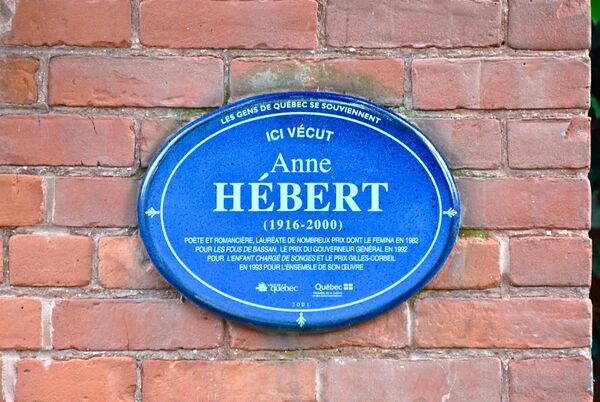 LES GENS DE QUÉBEC SE SOUVIENNENT
ICI VÉCUT
Anne
HÉBERT
(1916-2000)
POÈTE ET ROMANCIÈRE, LAURÉATE DE NOMBREUX PRIX DONT LE FEMINA EN 1982
POUR LES FOUS DE BASSAN, LE PRIX DU GOUVERNEUR GÉNÉRAL EN 1992
POUR L'ENFANT CHARGÉ DE SONGES ET LE PRIX GILLES-CORBEIL
EN 1993 POUR L'ENSEMBLE DE SON ŒUVRE
QUÉBEC Québec
2001